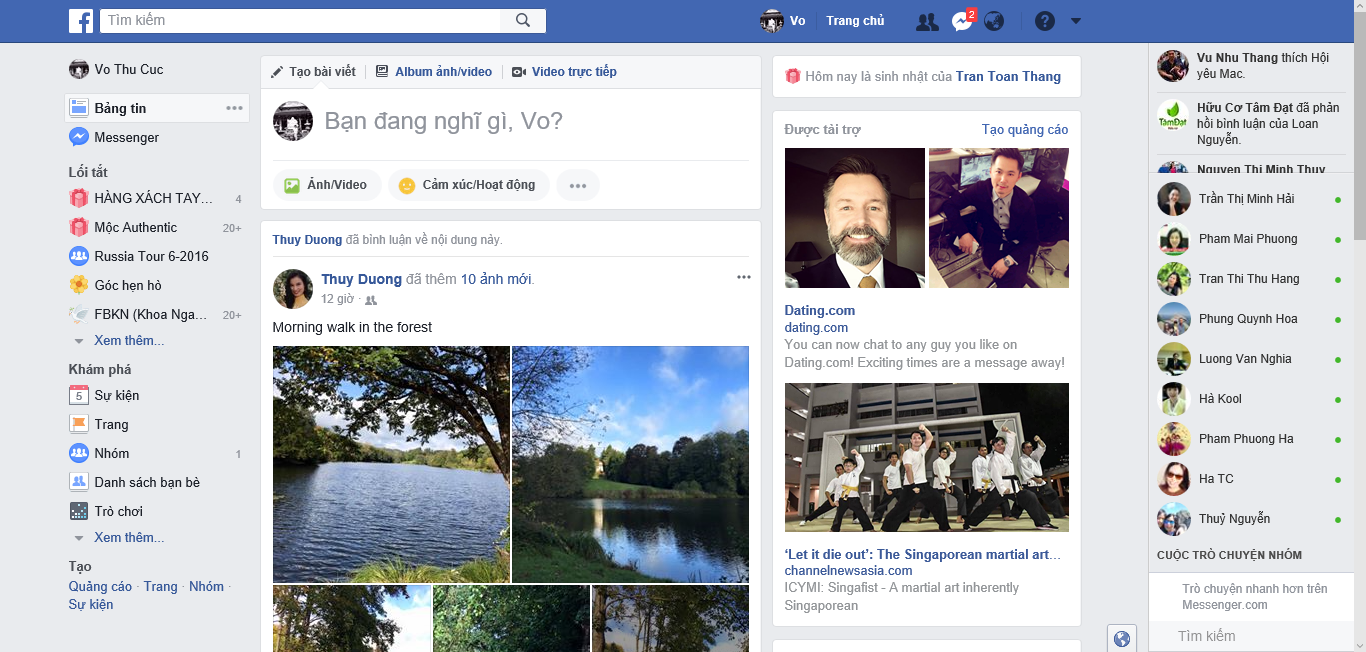 Tìm kiếm
Vo
Trang chủ
2
Vo Thu Cuc
Bảng tin
Messenger
Lối tắt
HÀNG XÁCH TAY... 4
Mộc Authentic 20+
Russia Tour 6-2016
Góc hẹn hò
FBKN (Khoa Nga... 20+
Xem thêm...
Khám phá
5 Sự kiện
Trang
Nhóm 1
Danh sách bạn bè
Trò chơi
Xem thêm...
Tạo
Quảng cáo · Trang · Nhóm ·
Sự kiện
Tạo bài viết
Album ảnh/video
Video trực tiếp
Bạn đang nghĩ gì, Vo?
Ảnh/Video
Cảm xúc/Hoạt động
Thuy Duong đã bình luận về nội dung này.
Thuy Duong đã thêm 10 ảnh mới.
12 giờ ·
Morning walk in the forest
Hôm nay là sinh nhật của Tran Toan Thang
Được tài trợ
Tạo quảng cáo
Dating.com
dating.com
You can now chat to any guy you like on
Dating.com! Exciting times are a message away!
‘Let it die out’: The Singaporean martial art...
channelnewsasia.com
ICYMI: Singafist - A martial art inherently
Singaporean
Vu Nhu Thang thích Hội
yêu Mac.
TâmĐạt
Hữu Cơ Tâm Đạt đã phản
hồi bình luận của Loan
Nguyễn.
Nguyen Thi Minh Thuy
Trần Thị Minh Hải
Pham Mai Phuong
Tran Thi Thu Hang
Phung Quynh Hoa
Luong Van Nghia
Hà Kool
Pham Phuong Ha
Ha TC
Thuỷ Nguyễn
CUỘC TRÒ CHUYỆN NHÓM
Trò chuyện nhanh hơn trên
Messenger.com
Tìm kiếm